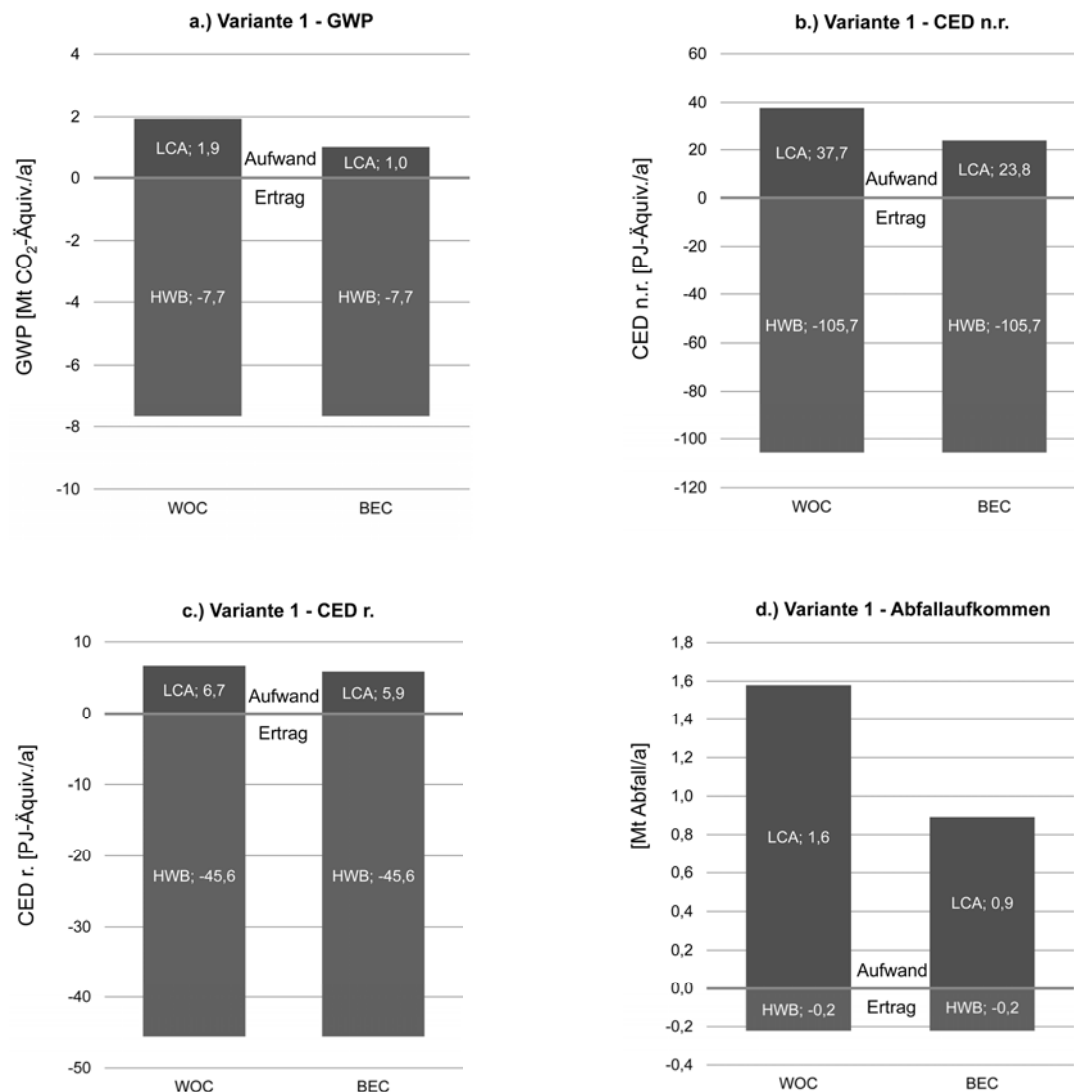 a.) Variante 1 - GWP
GWP [Mt CO₂-Äquiv./a]
4
2
0
-2
-4
-6
-8
-10
LCA; 1,9
Aufwand
LCA; 1,0
Ertrag
HWB; -7,7
HWB; -7,7
WOC
BEC
b.) Variante 1 - CED n.r.
CED n.r. [PJ-Äquiv./a]
60
40
20
0
-20
-40
-60
-80
-100
-120
LCA; 37,7
Aufwand
LCA; 23,8
Ertrag
HWB; -105,7
HWB; -105,7
WOC
BEC
c.) Variante 1 - CED r.
CED r. [PJ-Äquiv./a]
10
0
-10
-20
-30
-40
-50
LCA; 6,7
Aufwand
LCA; 5,9
Ertrag
HWB; -45,6
HWB; -45,6
WOC
BEC
d.) Variante 1 - Abfallaufkommen
[Mt Abfall/a]
1,8
1,6
1,4
1,2
1,0
0,8
0,6
0,4
0,2
0,0
-0,2
-0,4
LCA; 1,6
LCA; 0,9
Aufwand
Ertrag
HWB; -0,2
HWB; -0,2
WOC
BEC